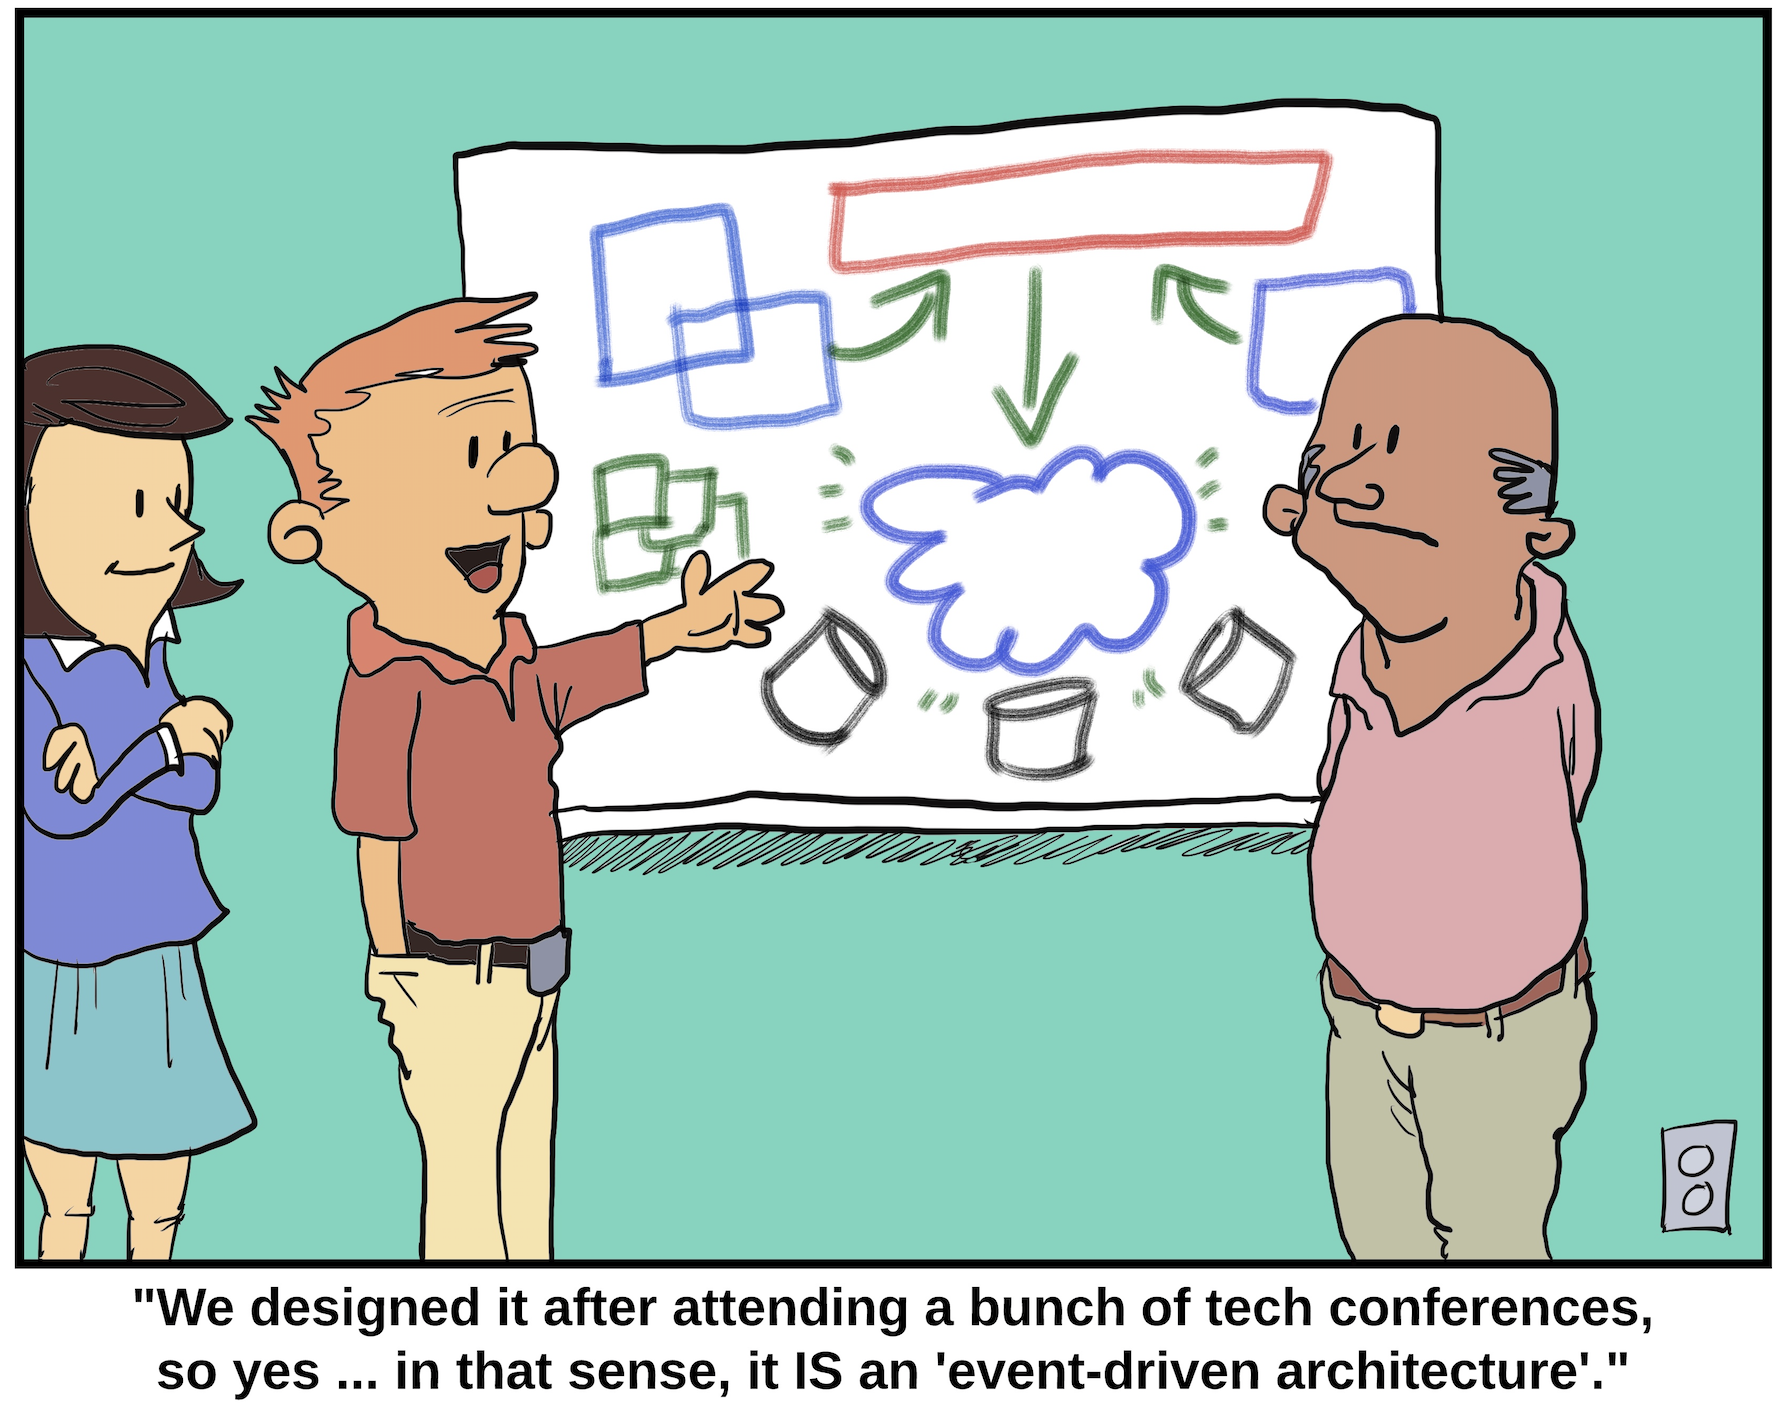 "We designed it after attending a bunch of tech conferences,
so yes ... in that sense, it IS an 'event-driven architecture'."